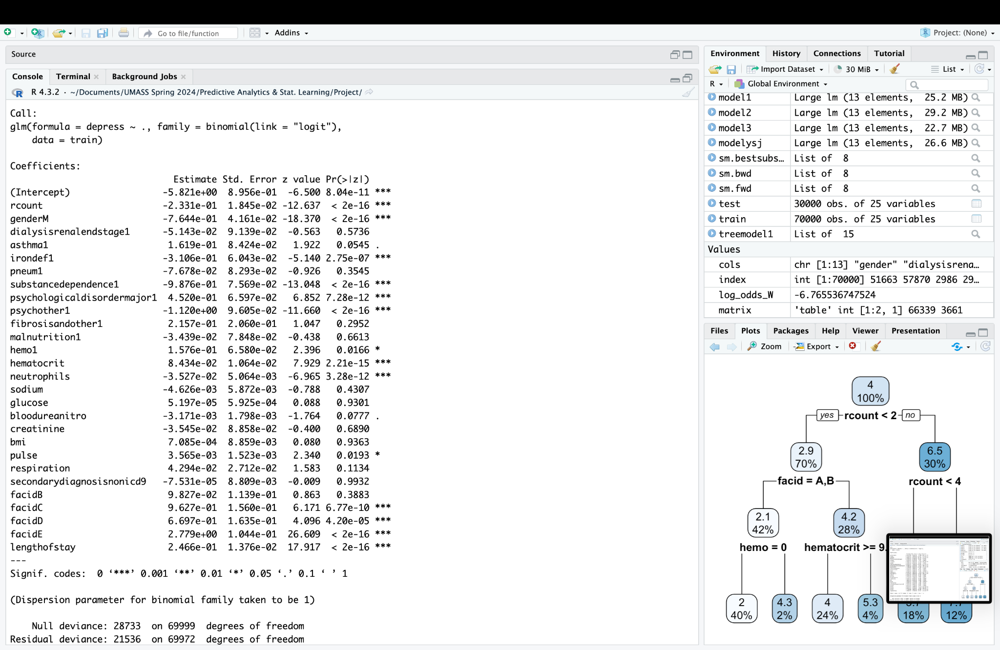 Go to file/function
Addins
Project: (None)
Source
Console
Terminal
Background Jobs
R 4.3.2 · ~/Documents/UMASS Spring 2024/Predictive Analytics & Stat. Learning/Project/
Call:
glm(formula = depress ~ ., family = binomial(link = "logit"),
    data = train)
Coefficients:
Estimate Std. Error z value Pr(>|z|)
(Intercept) -5.821e+00 8.956e-01 -6.500 8.04e-11 ***
rcount -2.331e-01 1.845e-02 -12.637 < 2e-16 ***
genderM -7.644e-01 4.161e-02 -18.370 < 2e-16 ***
dialysisrenalendstage1 -5.143e-02 9.139e-02 -0.563 0.5736
asthma1 1.619e-01 8.424e-02 1.922 0.0545 .
irondef1 -3.106e-01 6.043e-02 -5.140 2.75e-07 ***
pneum1 -7.678e-02 8.293e-02 -0.926 0.3545
substancedependence1 -9.876e-01 7.569e-02 -13.048 < 2e-16 ***
psychologicaldisordermajor1 4.520e-01 6.597e-02 6.852 7.28e-12 ***
psychother1 -1.120e+00 9.605e-02 -11.660 < 2e-16 ***
fibrosisandother1 2.157e-01 2.060e-01 1.047 0.2952
malnutrition1 -3.439e-02 7.848e-02 -0.438 0.6613
hemo1 1.576e-01 6.580e-02 2.396 0.0166 *
hematocrit 8.434e-02 1.064e-02 7.929 2.21e-15 ***
neutrophils -3.527e-02 5.064e-03 -6.965 3.28e-12 ***
sodium -4.626e-03 5.872e-03 -0.788 0.4307
glucose 5.197e-05 5.925e-04 0.088 0.9301
bloodureanitro -3.171e-03 1.798e-03 -1.764 0.0777 .
creatinine -3.545e-02 8.858e-02 -0.400 0.6890
bmi 7.085e-04 8.859e-03 0.080 0.9363
pulse 3.565e-03 1.523e-03 2.340 0.0193 *
respiration 4.294e-02 2.712e-02 1.583 0.1134
secondarydiagnosisnonicd9 -7.531e-05 8.809e-03 -0.009 0.9932
facidB 9.827e-02 1.139e-01 0.863 0.3883
facidC 9.627e-01 1.560e-01 6.171 6.77e-10 ***
facidD 6.697e-01 1.635e-01 4.096 4.20e-05 ***
facidE 2.779e+00 1.044e-01 26.609 < 2e-16 ***
lengthofstay 2.466e-01 1.376e-02 17.917 < 2e-16 ***
---
Signif. codes:  0 ‘***’ 0.001 ‘**’ 0.01 ‘*’ 0.05 ‘.’ 0.1 ‘ ’ 1
(Dispersion parameter for binomial family taken to be 1)
Null deviance: 28733 on 69999 degrees of freedom
Residual deviance: 21536 on 69972 degrees of freedom
Environment
History
Connections
Tutorial
Import Dataset
30 MiB
List
R
Global Environment
model1 Large lm (13 elements, 25.2 MB)
model2 Large lm (13 elements, 29.2 MB)
model3 Large lm (13 elements, 22.7 MB)
modelysj Large lm (13 elements, 26.6 MB)
sm.bestsubs… List of 8
sm.bwd List of 8
sm.fwd List of 8
test 30000 obs. of 25 variables
train 70000 obs. of 25 variables
treemodel1 List of 15
Values
cols chr [1:13] "gender" "dialysisrena…
index int [1:70000] 51663 57870 2986 29…
log_odds_W -6.765536747524
matrix 'table' int [1:2, 1] 66339 3661
Files
Plots
Packages
Help
Viewer
Presentation
Zoom
Export
4
100%
yes rcount < 2 no
2.9
70%
6.5
30%
facid = A,B
rcount < 4
2.1
42%
4.2
28%
hemo = 0
hematocrit >= 9.
2
40%
4.3
2%
4
24%
5.3
4%
18%
12%